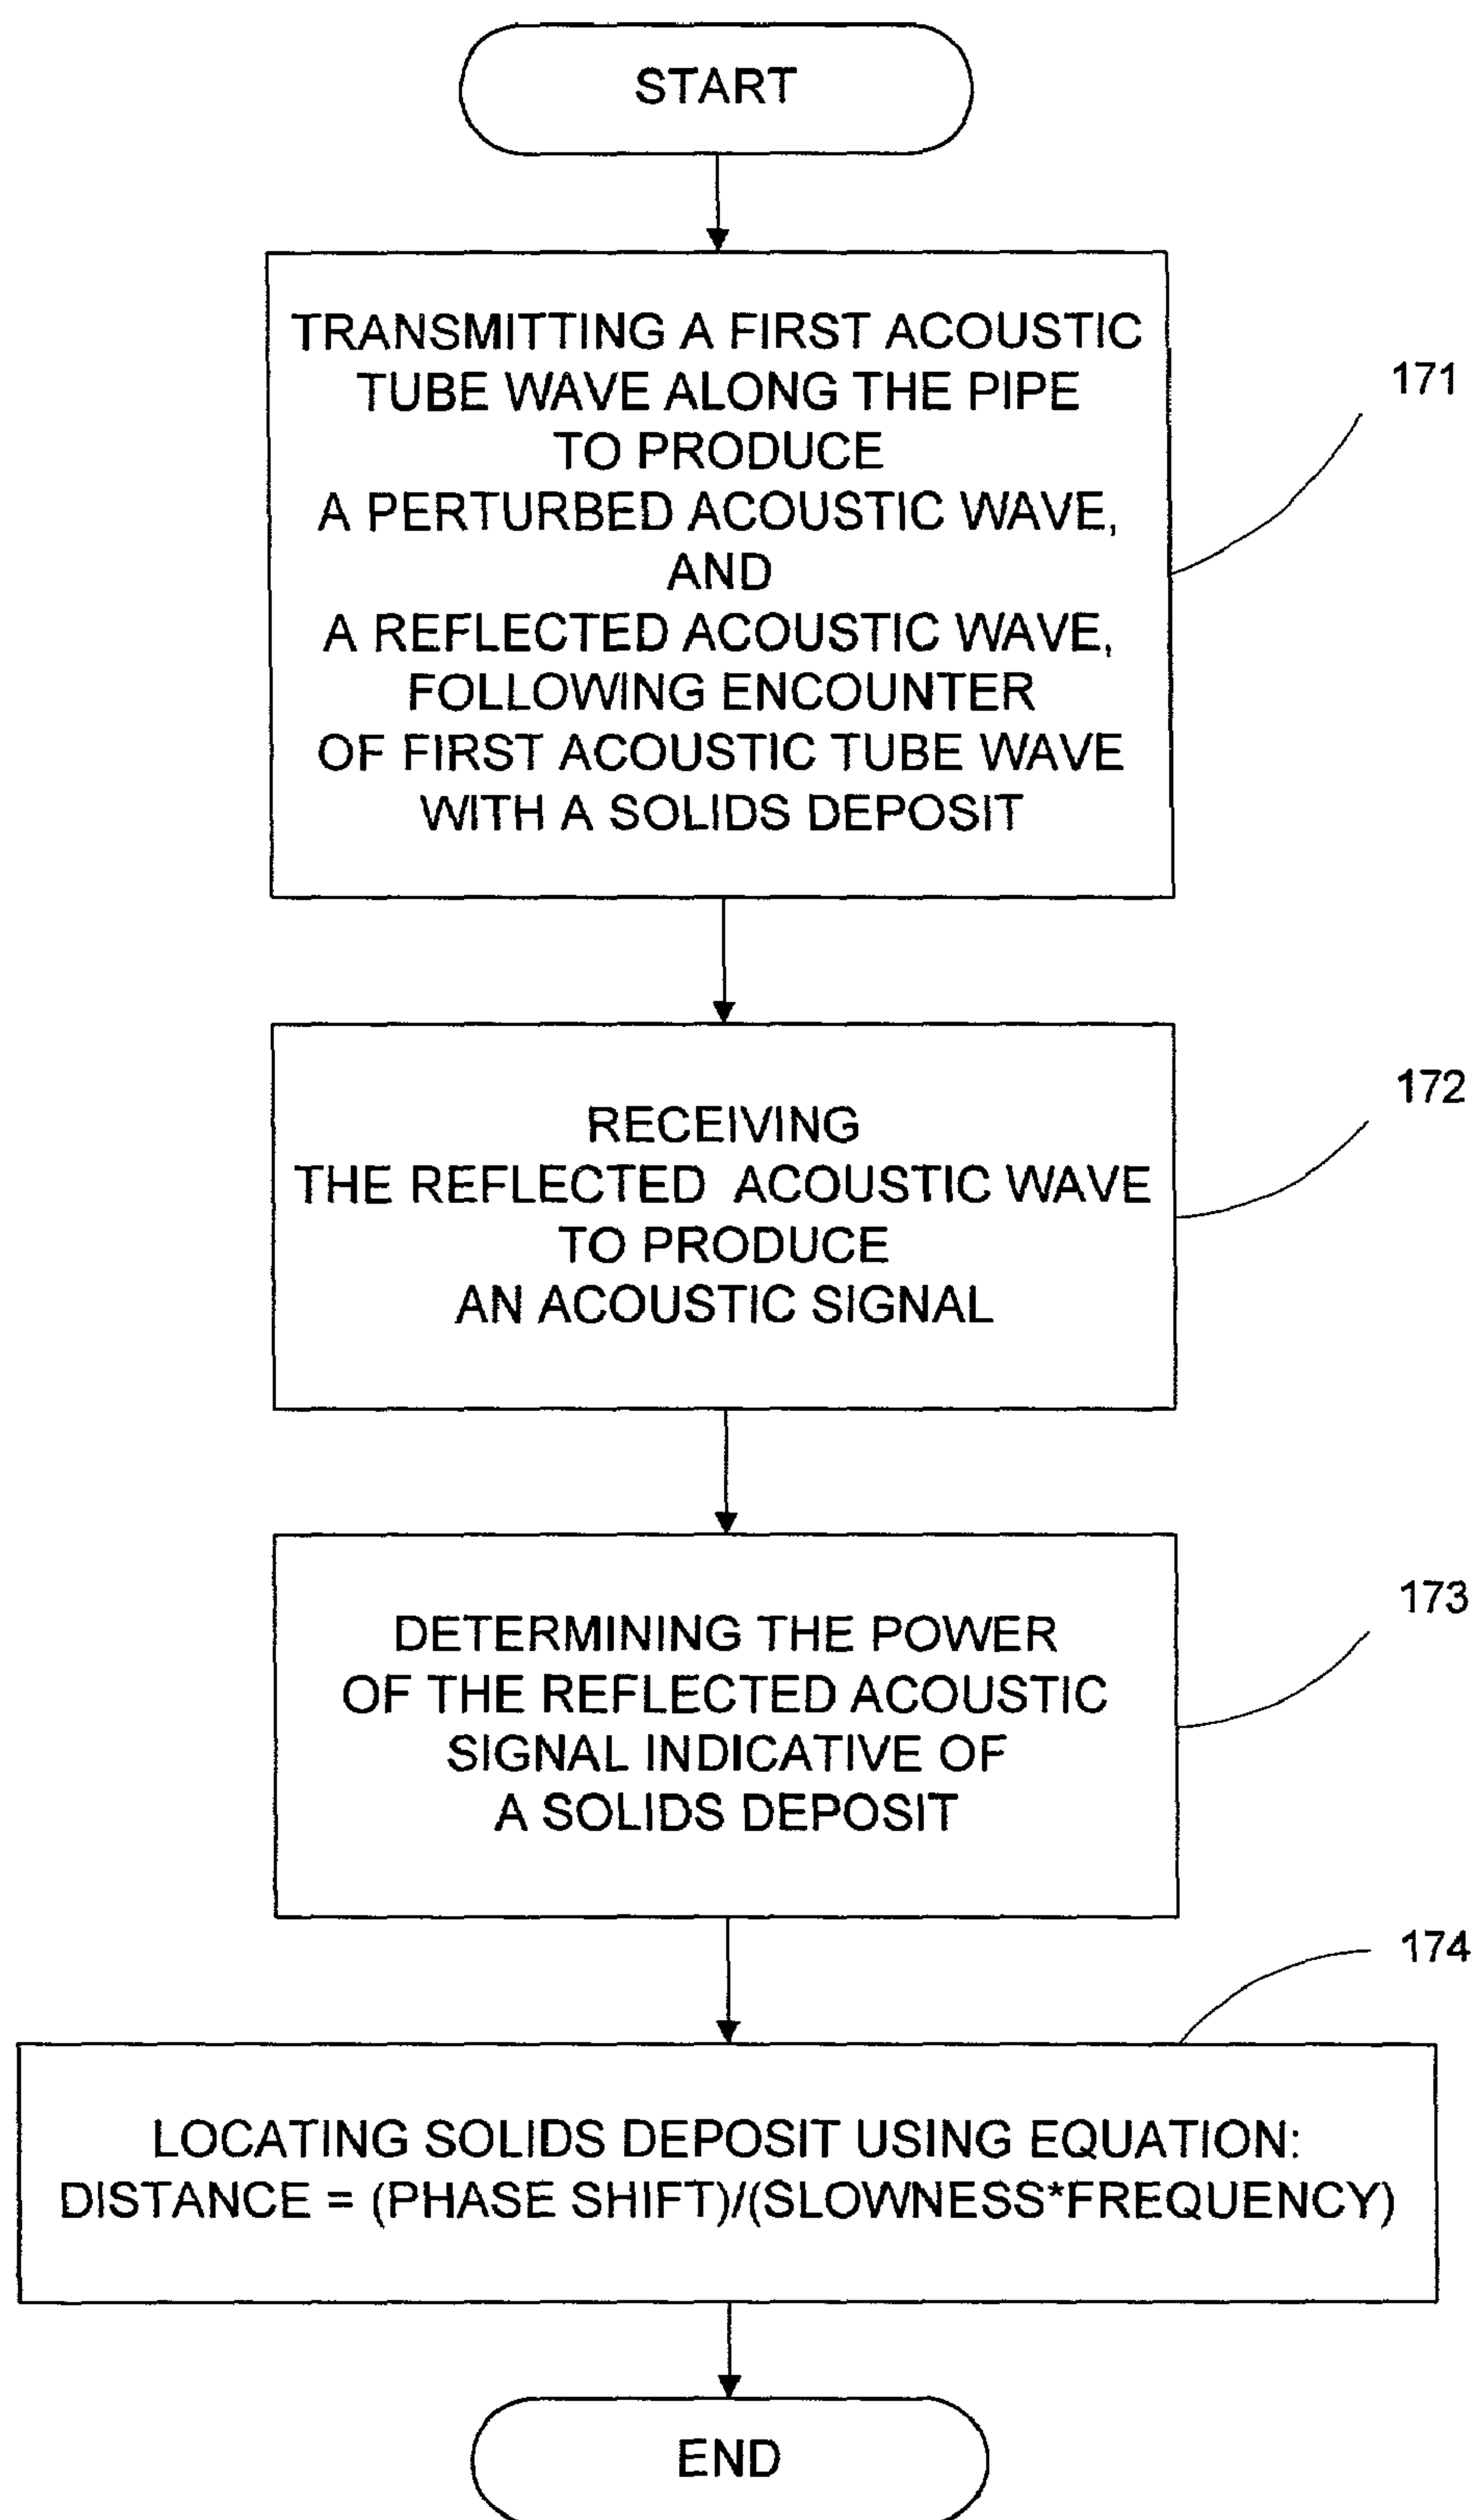 START
TRANSMITTING A FIRST ACOUSTIC
TUBE WAVE ALONG THE PIPE
TO PRODUCE
A PERTURBED ACOUSTIC WAVE,
AND
A REFLECTED ACOUSTIC WAVE,
FOLLOWING ENCOUNTER
OF FIRST ACOUSTIC TUBE WAVE
WITH A SOLIDS DEPOSIT
171
RECEIVING
THE REFLECTED ACOUSTIC WAVE
TO PRODUCE
AN ACOUSTIC SIGNAL
172
DETERMINING THE POWER
OF THE REFLECTED ACOUSTIC
SIGNAL INDICATIVE OF
A SOLIDS DEPOSIT
173
174
LOCATING SOLIDS DEPOSIT USING EQUATION:
DISTANCE = (PHASE SHIFT)/(SLOWNESS*FREQUENCY)
END